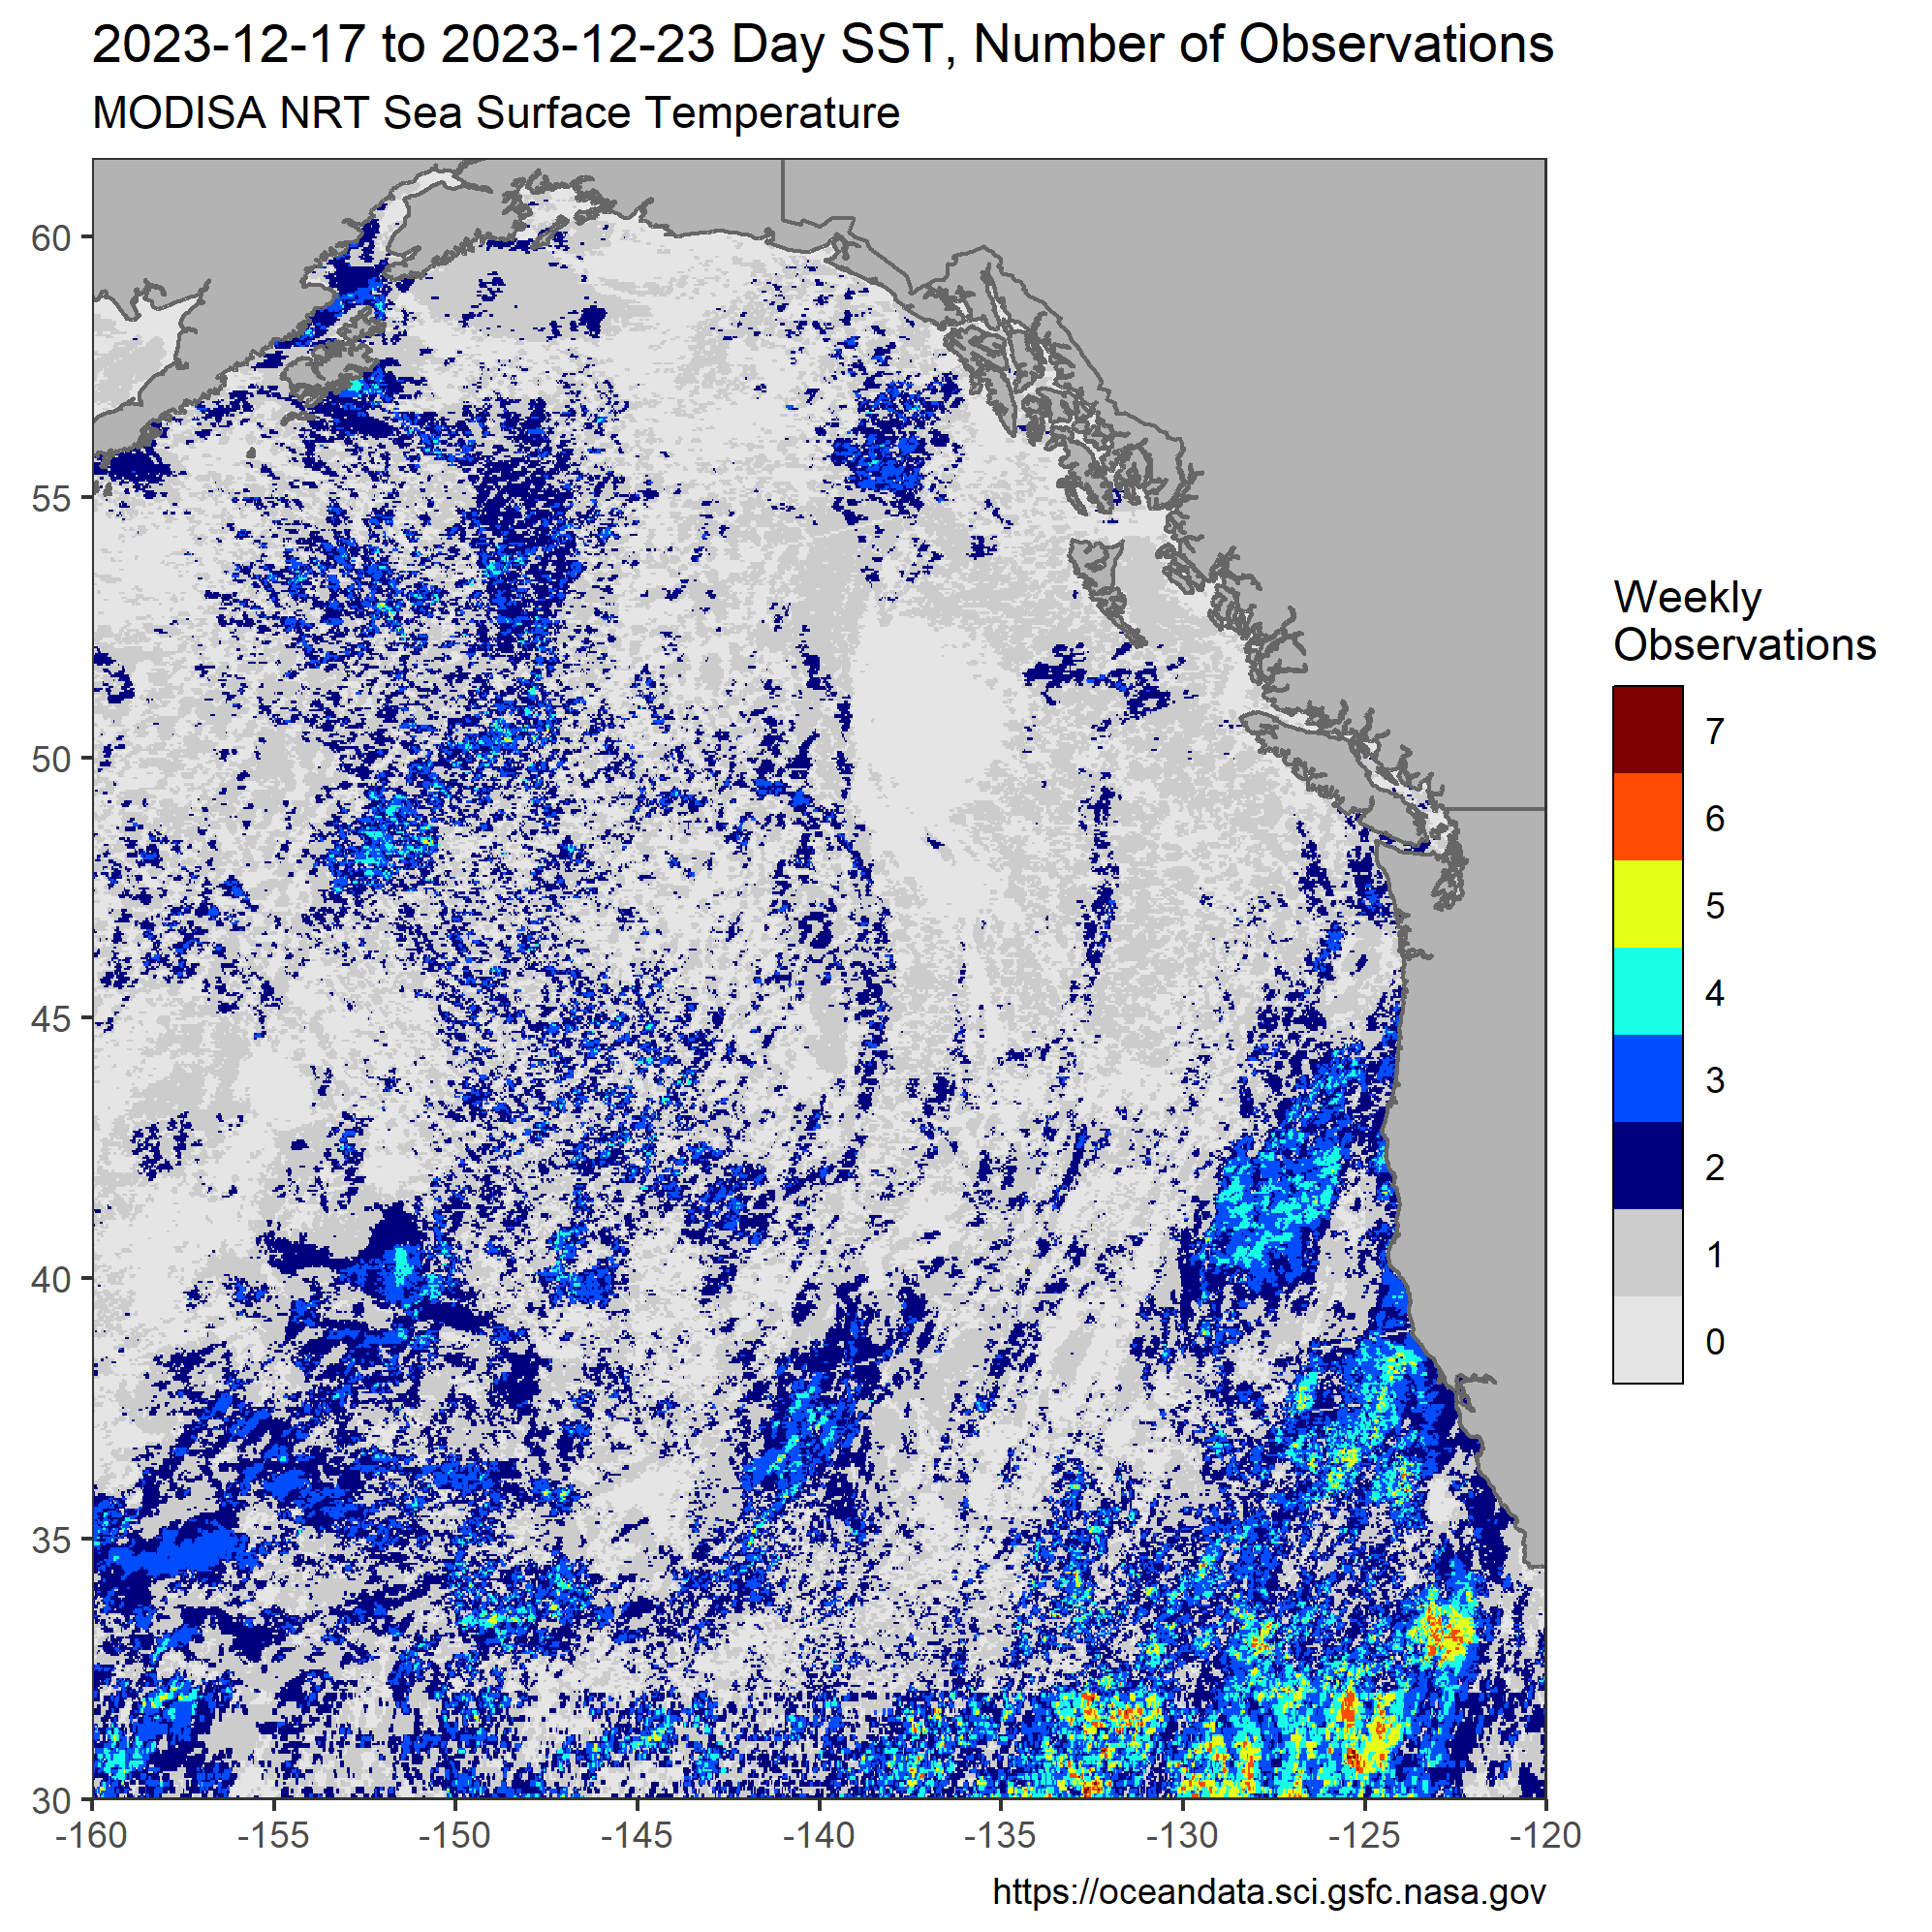 2023-12-17 to 2023-12-23 Day SST, Number of Observations
MODISA NRT Sea Surface Temperature
60
55
50
45
40
35
30
-160 -155 -150 -145 -140 -135 -130 -125 -120
Weekly
Observations
7
6
5
4
3
2
1
0
https://oceandata.sci.gsfc.nasa.gov